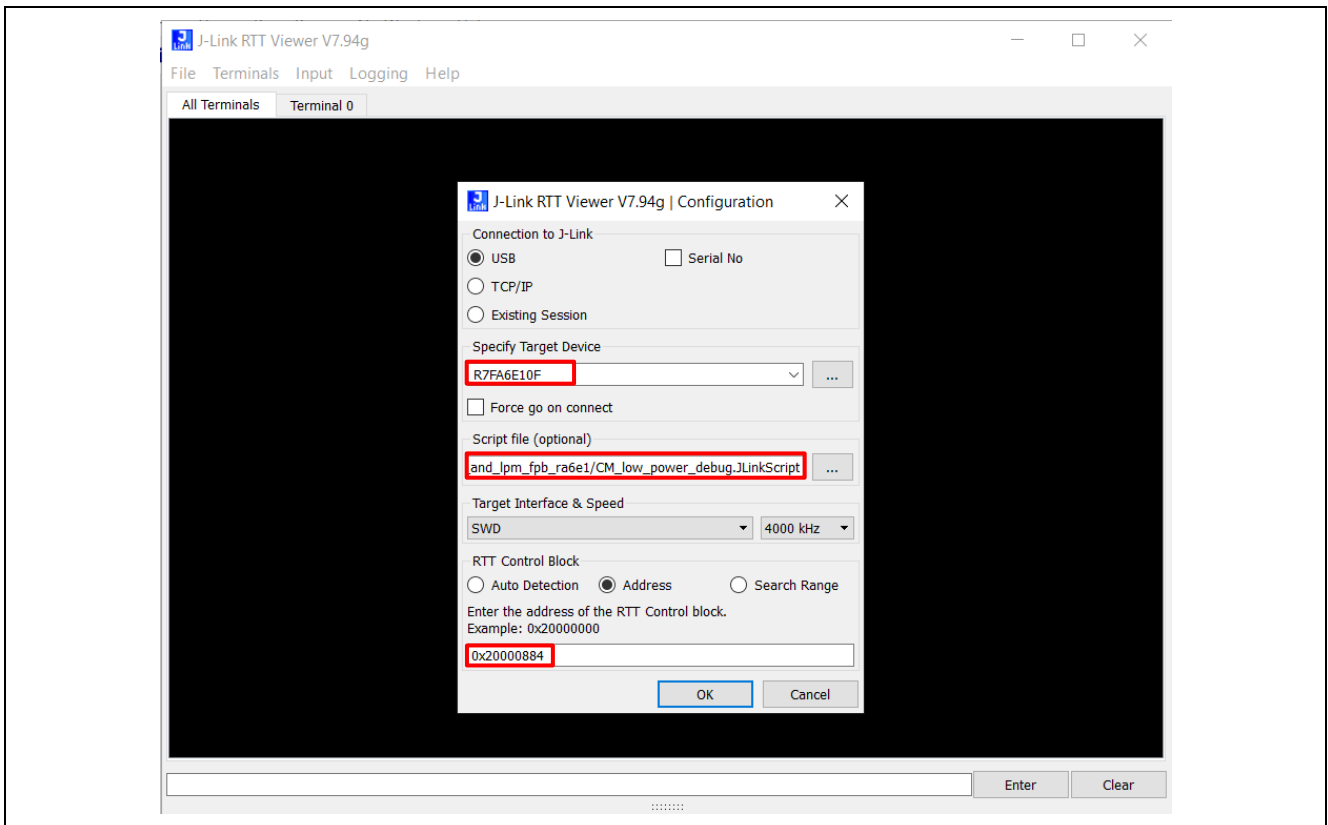 J-Link RTT Viewer V7.94g
File Terminals Input Logging Help
All Terminals Terminal 0
J-Link RTT Viewer V7.94g | Configuration
Connection to J-Link
USB Serial No
TCP/IP
Existing Session
Specify Target Device
R7FA6E10F ...
Force go on connect
Script file (optional)
and_lpm_fpb_ra6e1/CM_low_power_debug.JLinkScript ...
Target Interface & Speed
SWD 4000 kHz
RTT Control Block
Auto Detection Address Search Range
Enter the address of the RTT Control block.
Example: 0x20000000
0x20000884
OK Cancel
Enter Clear